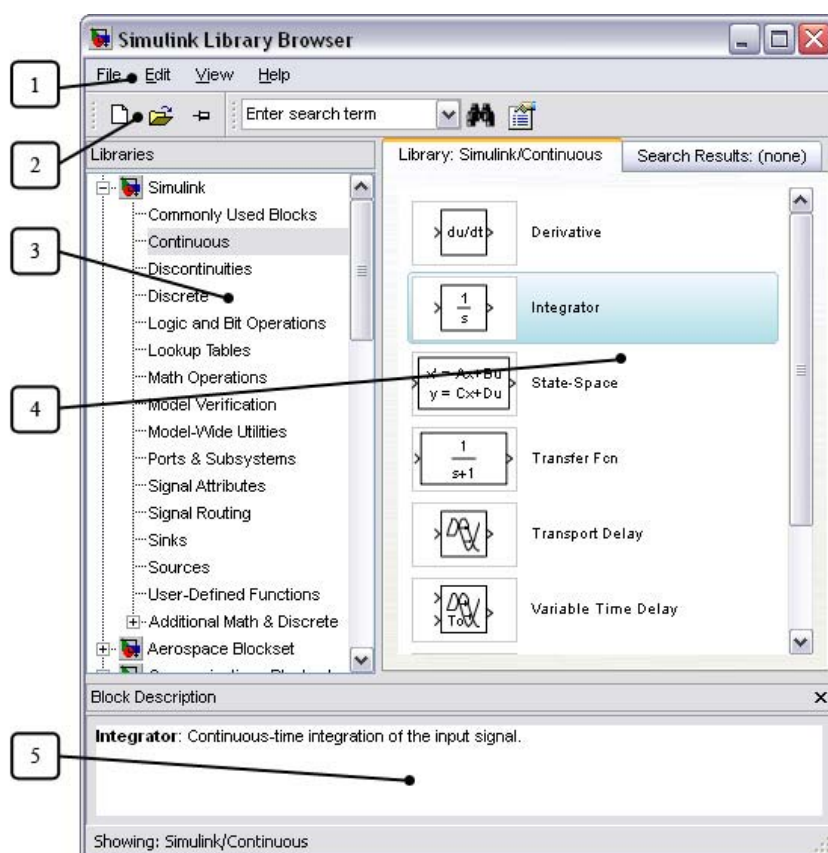 Simulink Library Browser
File Edit View Help
1
Enter search term
2
Libraries
Library: Simulink/Continuous
Search Results: (none)
Simulink
Commonly Used Blocks
Continuous
Discontinuities
Discrete
Logic and Bit Operations
Lookup Tables
Math Operations
Model Verification
Model-Wide Utilities
Ports & Subsystems
Signal Attributes
Signal Routing
Sinks
Sources
User-Defined Functions
Additional Math & Discrete
Aerospace Blockset
3
4
du/dt Derivative
1
s
Integrator
x' = Ax+Bu
y = Cx+Du
State-Space
1
s+1
Transfer Fcn
Transport Delay
To
Variable Time Delay
Block Description
Integrator: Continuous-time integration of the input signal.
5
Showing: Simulink/Continuous